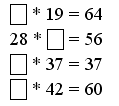 □ * 19 = 64
28 * □ = 56
□ * 37 = 37
□ * 42 = 60